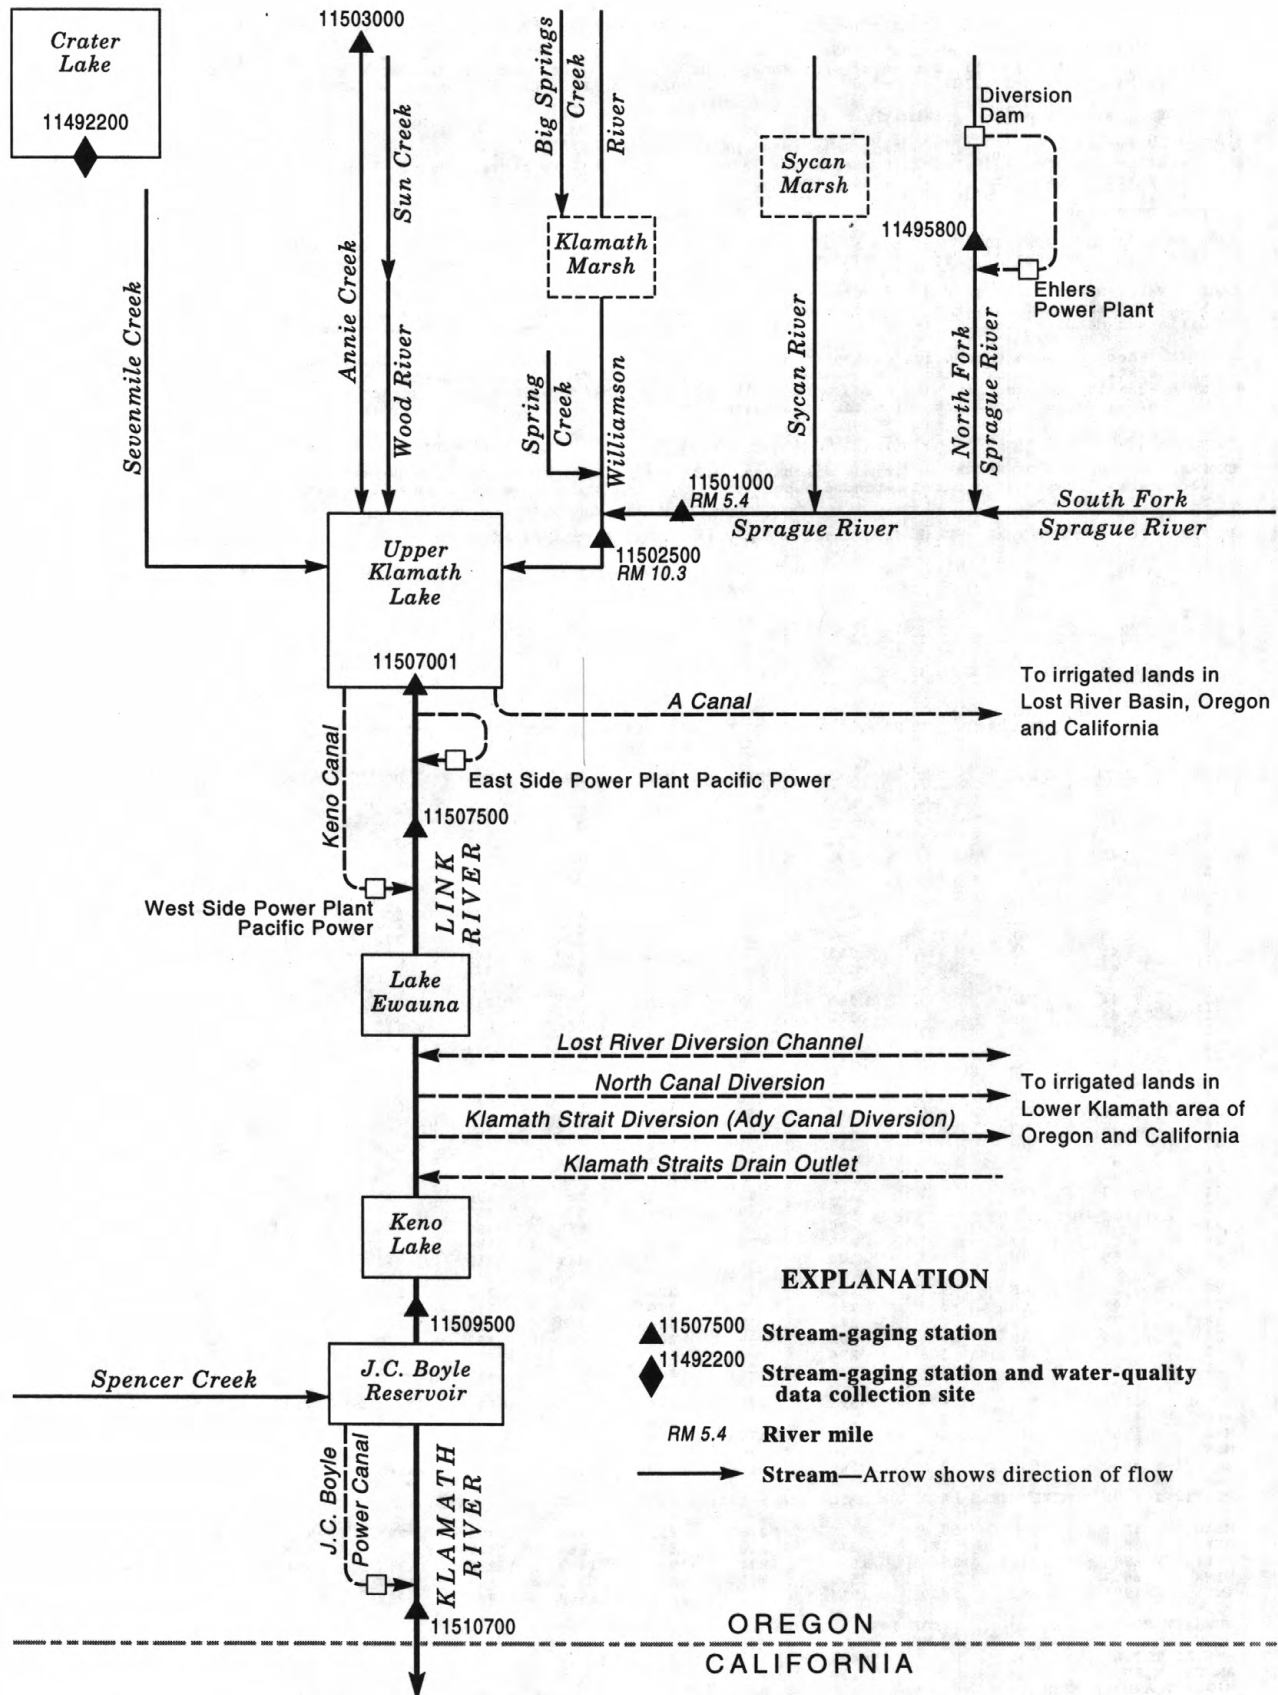 Crater
Lake
11492200
11503000
Sevenmile Creek
Annie Creek
Sun Creek
Wood River
Big Springs
Creek
River
Klamath
Marsh
Spring
Creek
Williamson
Sycan
Marsh
Sycan River
Diversion
Dam
11495800
Ehlers
Power Plant
North Fork
Sprague River
11501000
RM 5.4
Sprague River
South Fork
Sprague River
11502500
RM 10.3
Upper
Klamath
Lake
11507001
A Canal
To irrigated lands in
Lost River Basin, Oregon
and California
Keno Canal
East Side Power Plant Pacific Power
11507500
LINK
RIVER
West Side Power Plant
Pacific Power
Lake
Ewauna
Lost River Diversion Channel
North Canal Diversion
Klamath Strait Diversion (Ady Canal Diversion)
Klamath Straits Drain Outlet
To irrigated lands in
Lower Klamath area of
Oregon and California
Keno
Lake
11509500
Spencer Creek
J.C. Boyle
Reservoir
J.C. Boyle
Power Canal
KLAMATH
RIVER
11510700
EXPLANATION
11507500 Stream-gaging station
11492200 Stream-gaging station and water-quality
data collection site
RM 5.4 River mile
Stream—Arrow shows direction of flow
OREGON
CALIFORNIA